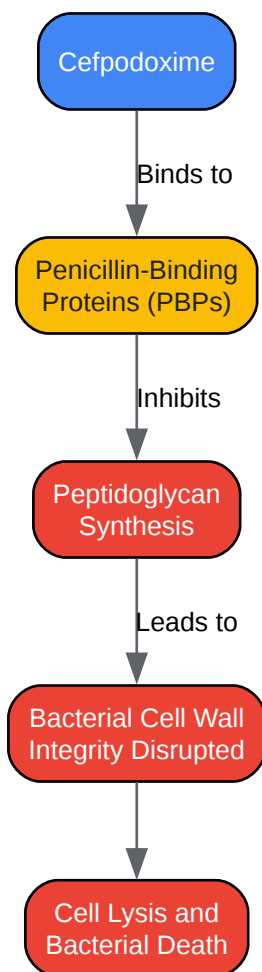 Cefpodoxime
Binds to
Penicillin-Binding
Proteins (PBPs)
Inhibits
Peptidoglycan
Synthesis
Leads to
Bacterial Cell Wall
Integrity Disrupted
Cell Lysis and
Bacterial Death